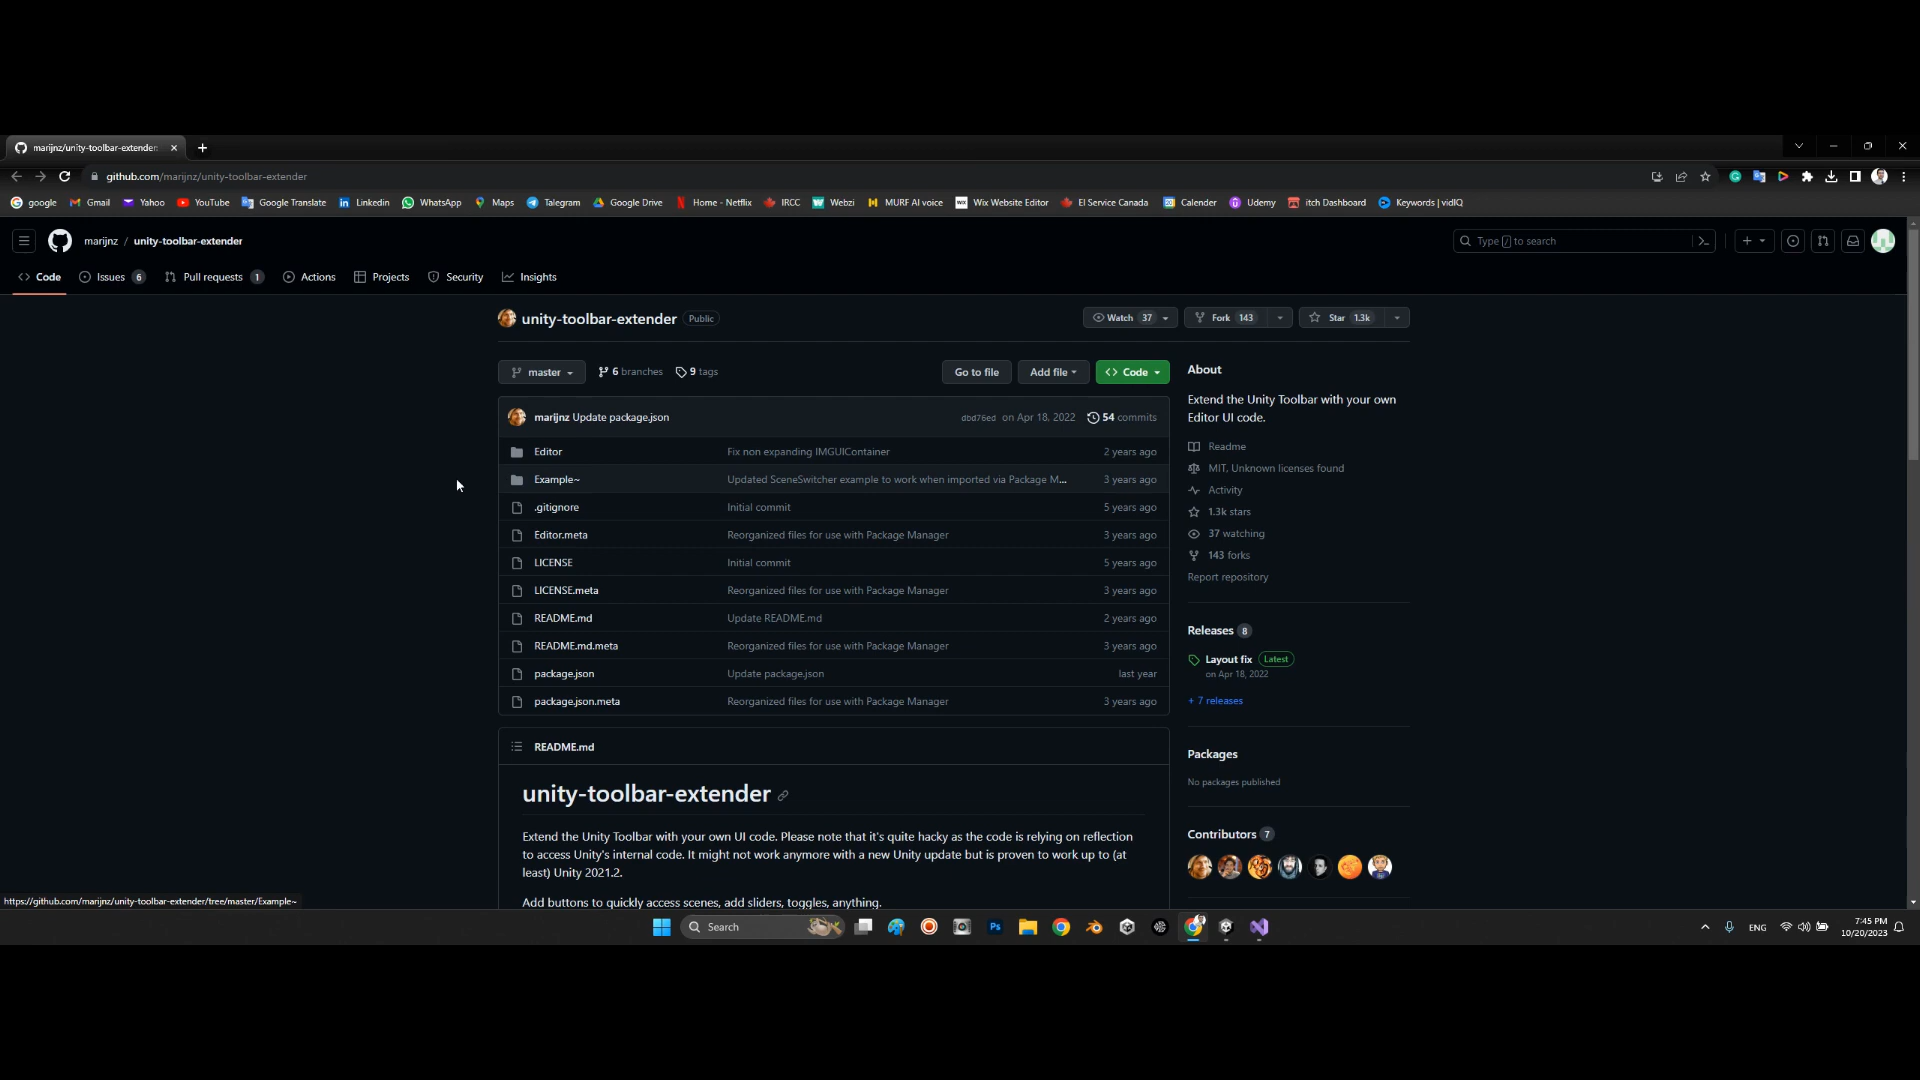 marijnz/unity-toolbar-extender:
github.com/marijnz/unity-toolbar-extender
google Gmail Yahoo YouTube Google Translate Linkedin WhatsApp Maps Talegram Google Drive Home - Netflix IRCC Webzi MURF AI voice Wix Website Editor EI Service Canada Calender Udemy itch Dashboard Keywords | vidIQ
marijnz / unity-toolbar-extender
Type / to search
Code Issues 6 Pull requests 1 Actions Projects Security Insights
unity-toolbar-extender Public
Watch 37 Fork 143 Star 1.3k
master 6 branches 9 tags Go to file Add file Code
marijnz Update package.json dbd76ed on Apr 18, 2022 54 commits
Editor Fix non expanding IMGUIContainer 2 years ago
Example~ Updated SceneSwitcher example to work when imported via Package M... 3 years ago
.gitignore Initial commit 5 years ago
Editor.meta Reorganized files for use with Package Manager 3 years ago
LICENSE Initial commit 5 years ago
LICENSE.meta Reorganized files for use with Package Manager 3 years ago
README.md Update README.md 2 years ago
README.md.meta Reorganized files for use with Package Manager 3 years ago
package.json Update package.json last year
package.json.meta Reorganized files for use with Package Manager 3 years ago
README.md
unity-toolbar-extender
Extend the Unity Toolbar with your own UI code. Please note that it's quite hacky as the code is relying on reflection
to access Unity's internal code. It might not work anymore with a new Unity update but is proven to work up to (at
least) Unity 2021.2.
Add buttons to quickly access scenes, add sliders, toggles, anything.
About
Extend the Unity Toolbar with your own
Editor UI code.
Readme
MIT, Unknown licenses found
Activity
1.3k stars
37 watching
143 forks
Report repository
Releases 8
Layout fix Latest
on Apr 18, 2022
+ 7 releases
Packages
No packages published
Contributors 7
https://github.com/marijnz/unity-toolbar-extender/tree/master/Example~
Search
Ps
ENG
7:45 PM
10/20/2023